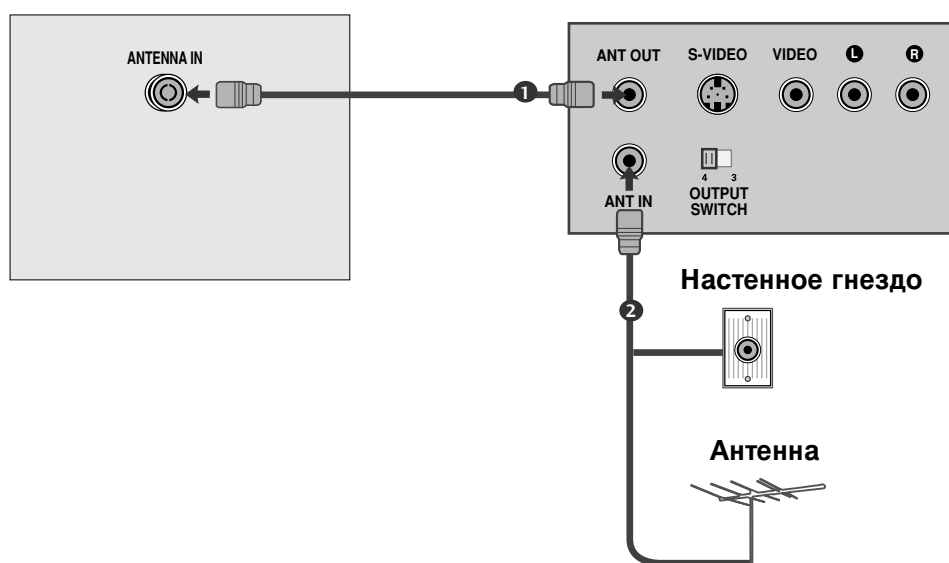 ANTENNA IN
ANT OUT
S-VIDEO
VIDEO
L
R
1
ANT IN
4 3
OUTPUT
SWITCH
2
Настенное гнездо
Антенна